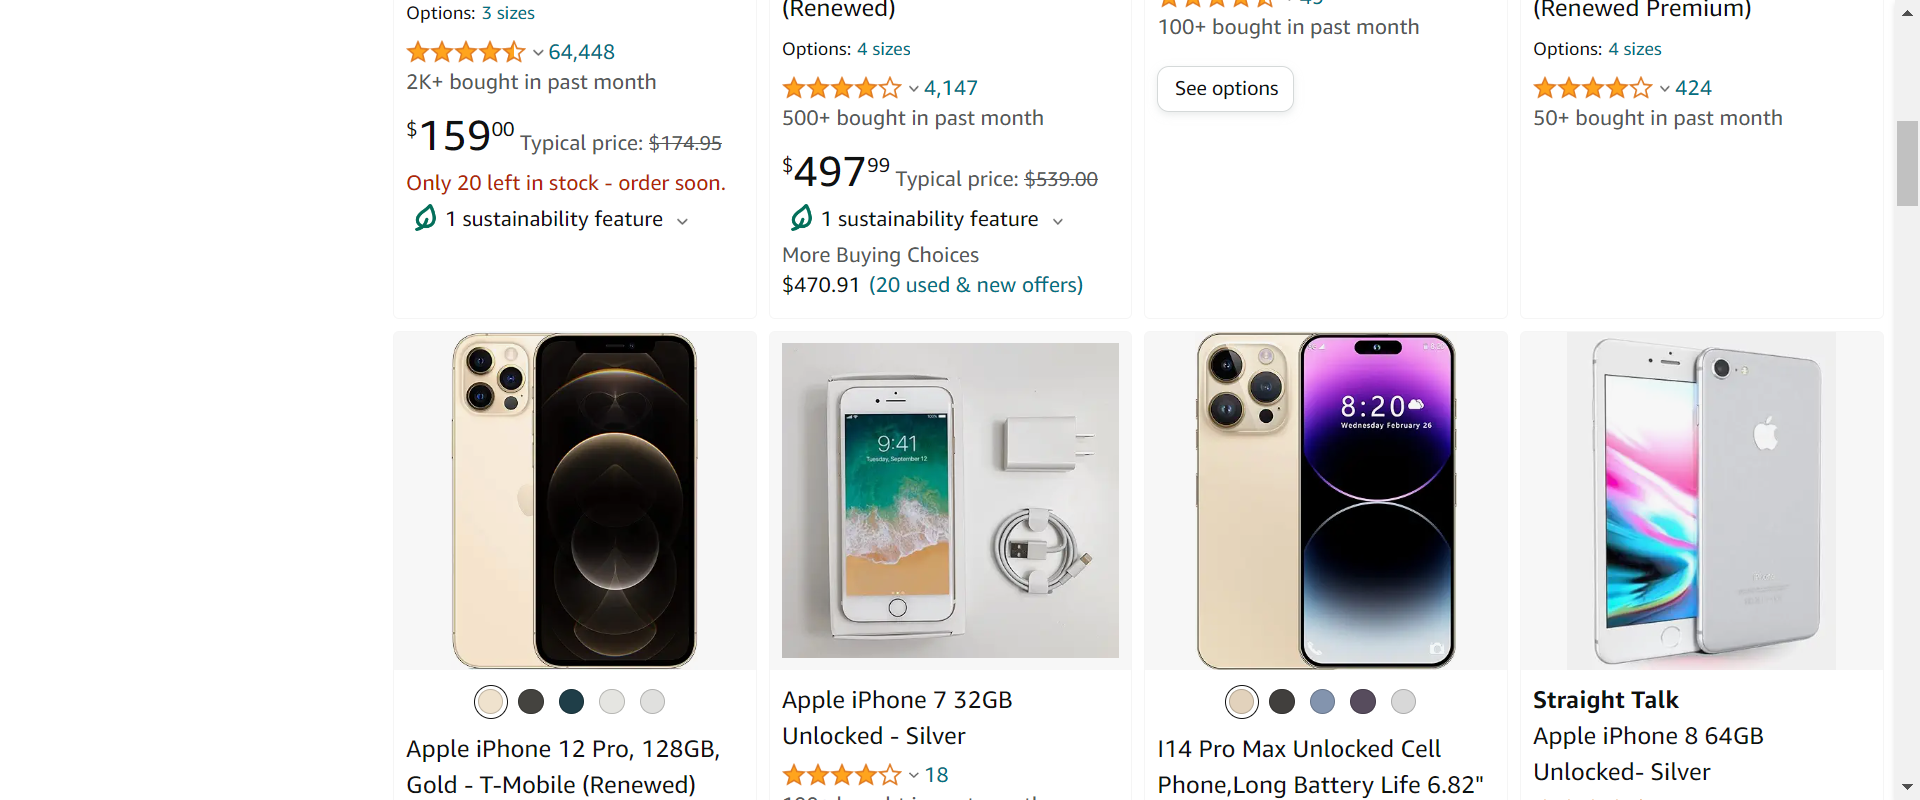 Options: 3 sizes
64,448
2K+ bought in past month
$159.00 Typical price: $174.95
Only 20 left in stock - order soon.
1 sustainability feature
(Renewed)
Options: 4 sizes
4,147
500+ bought in past month
$497.99 Typical price: $539.00
1 sustainability feature
More Buying Choices
$470.91 (20 used & new offers)
100+ bought in past month
See options
(Renewed Premium)
Options: 4 sizes
424
50+ bought in past month
Apple iPhone 12 Pro, 128GB,
Gold - T-Mobile (Renewed)
9:41
Tuesday, September 12
Apple iPhone 7 32GB
Unlocked - Silver
18
8:20
Wednesday February 26
I14 Pro Max Unlocked Cell
Phone,Long Battery Life 6.82"
Straight Talk
Apple iPhone 8 64GB
Unlocked- Silver